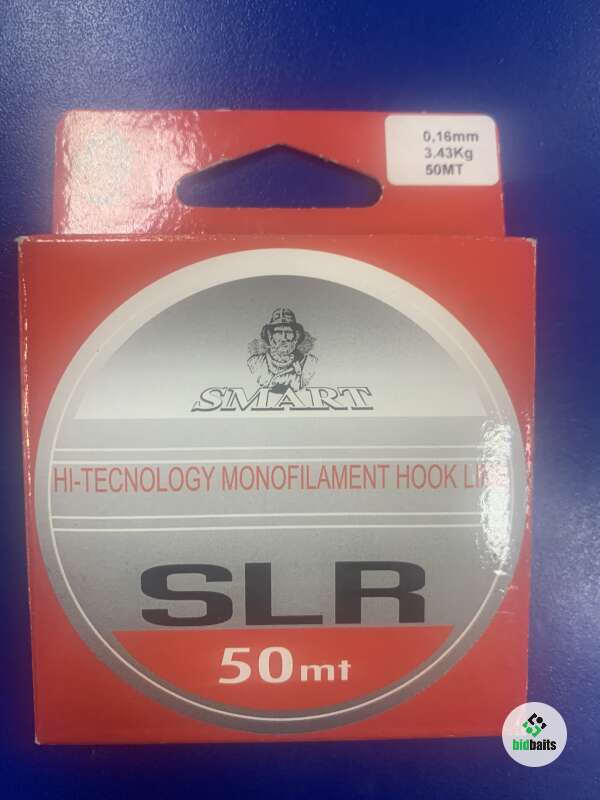 0,16mm
3.43Kg
50MT
SMART
HI-TECNOLOGY MONOFILAMENT HOOK LINE
SLR
50mt
bidbaits